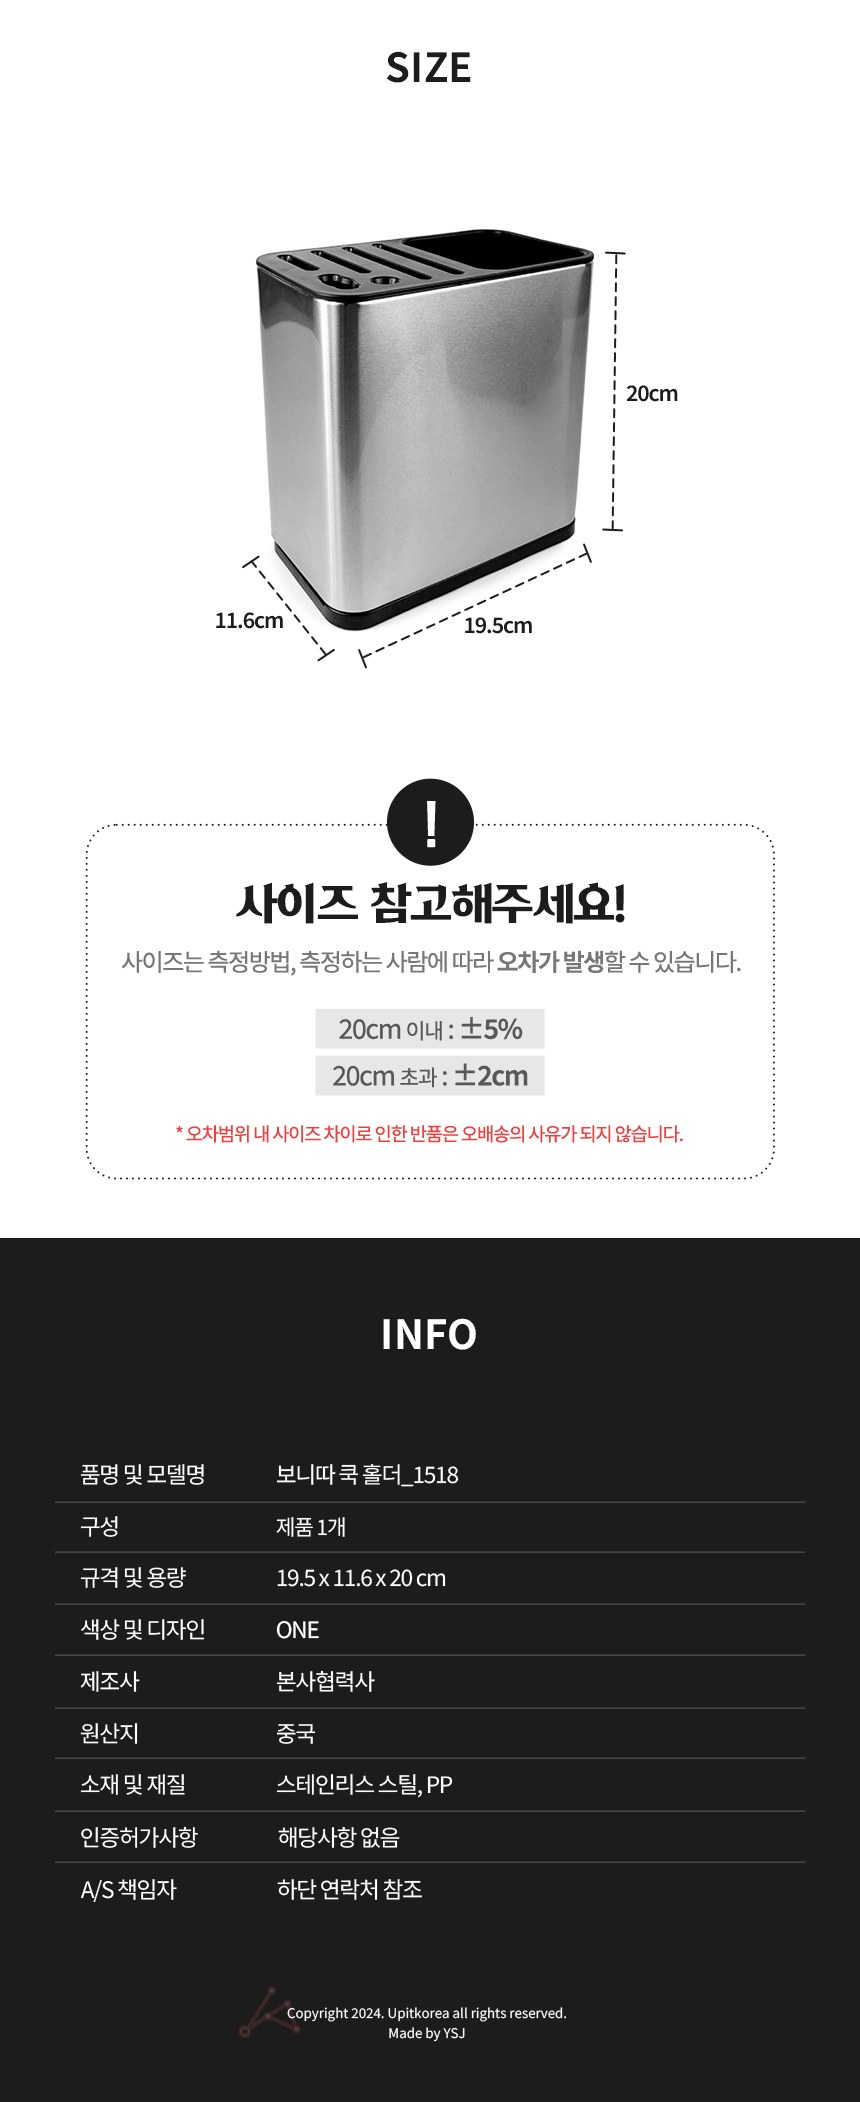 SIZE
20cm
11.6cm
19.5cm
!
사이즈 참고해주세요!
사이즈는 측정방법, 측정하는 사람에 따라 오차가 발생할 수 있습니다.
20cm 이내 : ±5%
20cm 초과 : ±2cm
* 오차범위 내 사이즈 차이로 인한 반품은 오배송의 사유가 되지 않습니다.
INFO
품명 및 모델명 보니따 쿡 홀더_1518
구성 제품 1개
규격 및 용량 19.5 x 11.6 x 20 cm
색상 및 디자인 ONE
제조사 본사협력사
원산지 중국
소재 및 재질 스테인리스 스틸, PP
인증허가사항 해당사항 없음
A/S 책임자 하단 연락처 참조
Copyright 2024. Upitkorea all rights reserved.
Made by YSJ